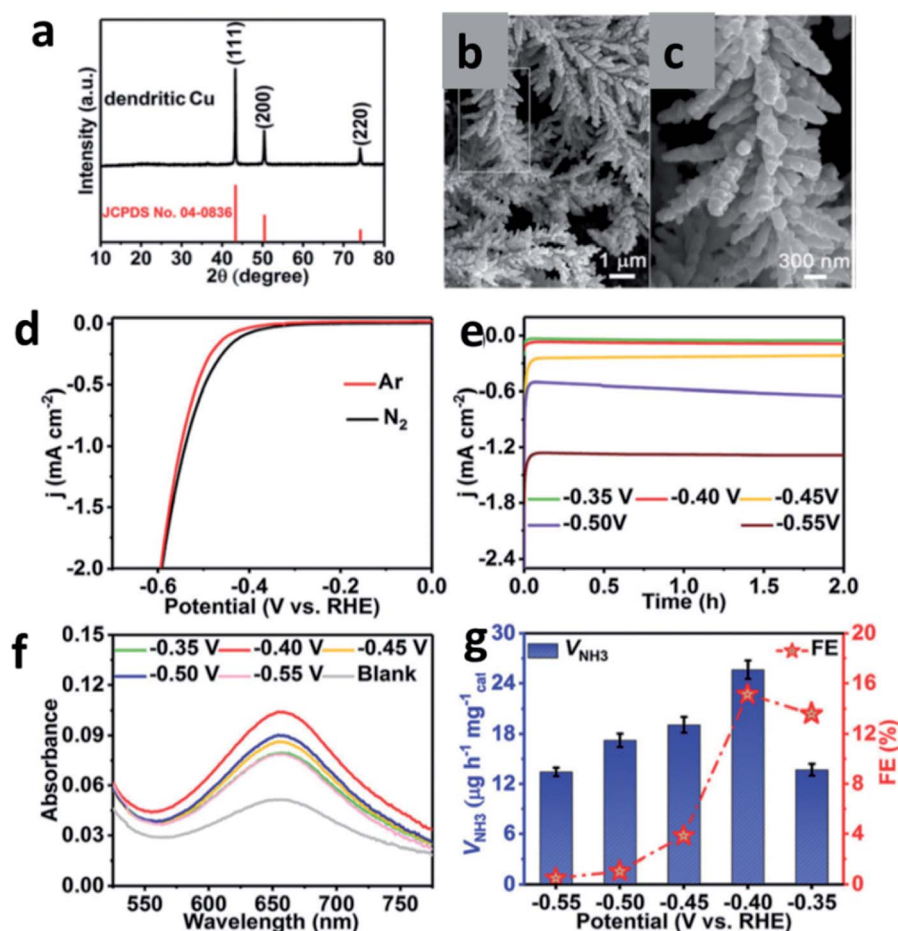 a
Intensity (a.u.)
dendritic Cu
(111)
(200)
(220)
JCPDS No. 04-0836
10 20 30 40 50 60 70 80
2θ (degree)
b
1 μm
c
300 nm
d
j (mA cm-2)
0.0
-0.5
-1.0
-1.5
-2.0
Ar
N2
-0.6 -0.4 -0.2 0.0
Potential (V vs. RHE)
e
j (mA cm-2)
0.0
-0.6
-1.2
-1.8
-2.4
-0.35 V -0.40 V -0.45V
-0.50V -0.55V
0.0 0.5 1.0 1.5 2.0
Time (h)
f
Absorbance
0.15
0.12
0.09
0.06
0.03
0.00
-0.35 V -0.40 V -0.45 V
-0.50 V -0.55 V Blank
550 600 650 700 750
Wavelength (nm)
g
VNH3 (μg h-1 mg-1cat)
30
24
18
12
6
0
VNH3 FE
20
16
12
8
4
0
FE (%)
-0.55 -0.50 -0.45 -0.40 -0.35
Potential (V vs. RHE)